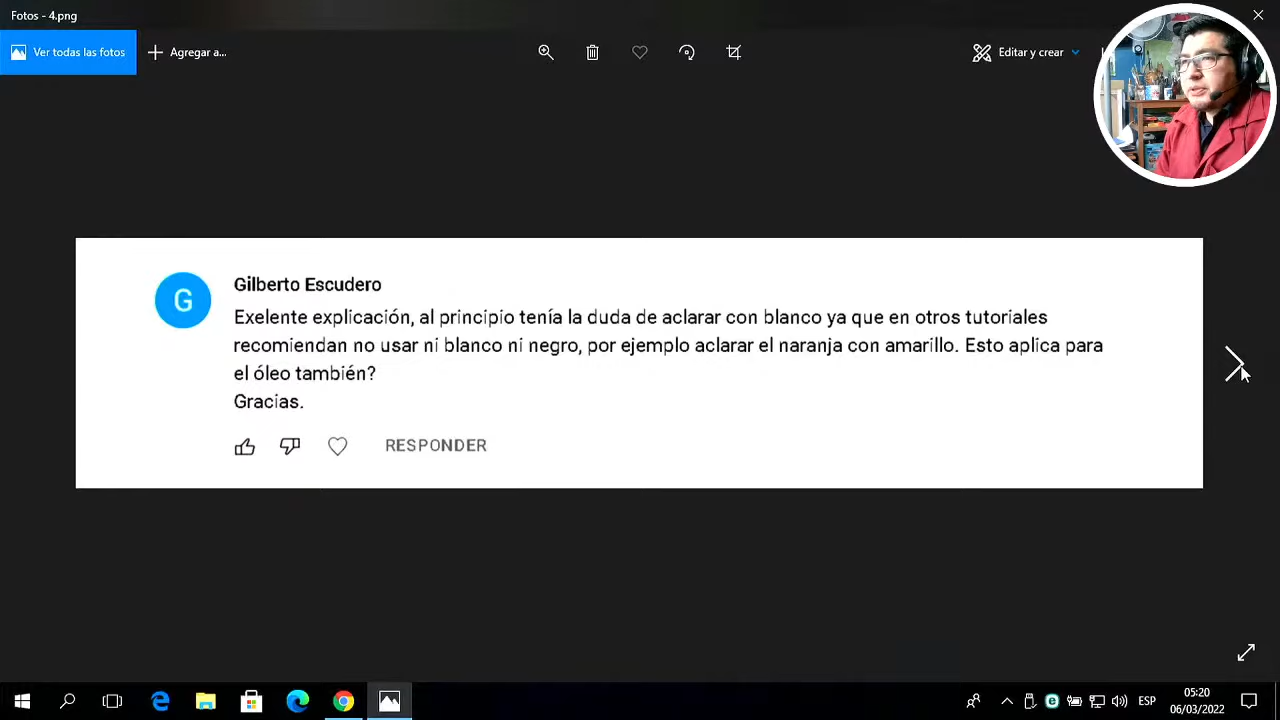 Fotos - 4.png
Ver todas las fotos
Agregar a...
Editar y crear
G
Gilberto Escudero
Exelente explicación, al principio tenía la duda de aclarar con blanco ya que en otros tutoriales
recomiendan no usar ni blanco ni negro, por ejemplo aclarar el naranja con amarillo. Esto aplica para
el óleo también?
Gracias.
RESPONDER
ESP
05:20
06/03/2022